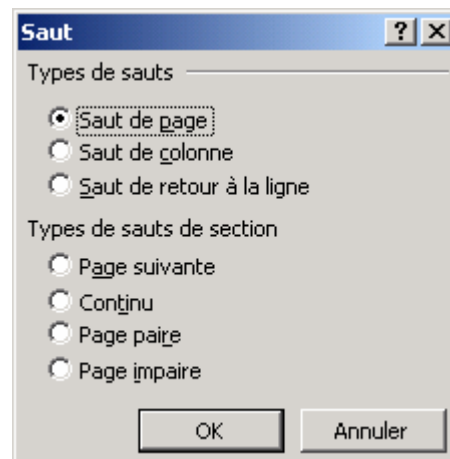 Saut
Types de sauts
Saut de page
Saut de colonne
Saut de retour à la ligne
Types de sauts de section
Page suivante
Continu
Page paire
Page impaire
OK Annuler